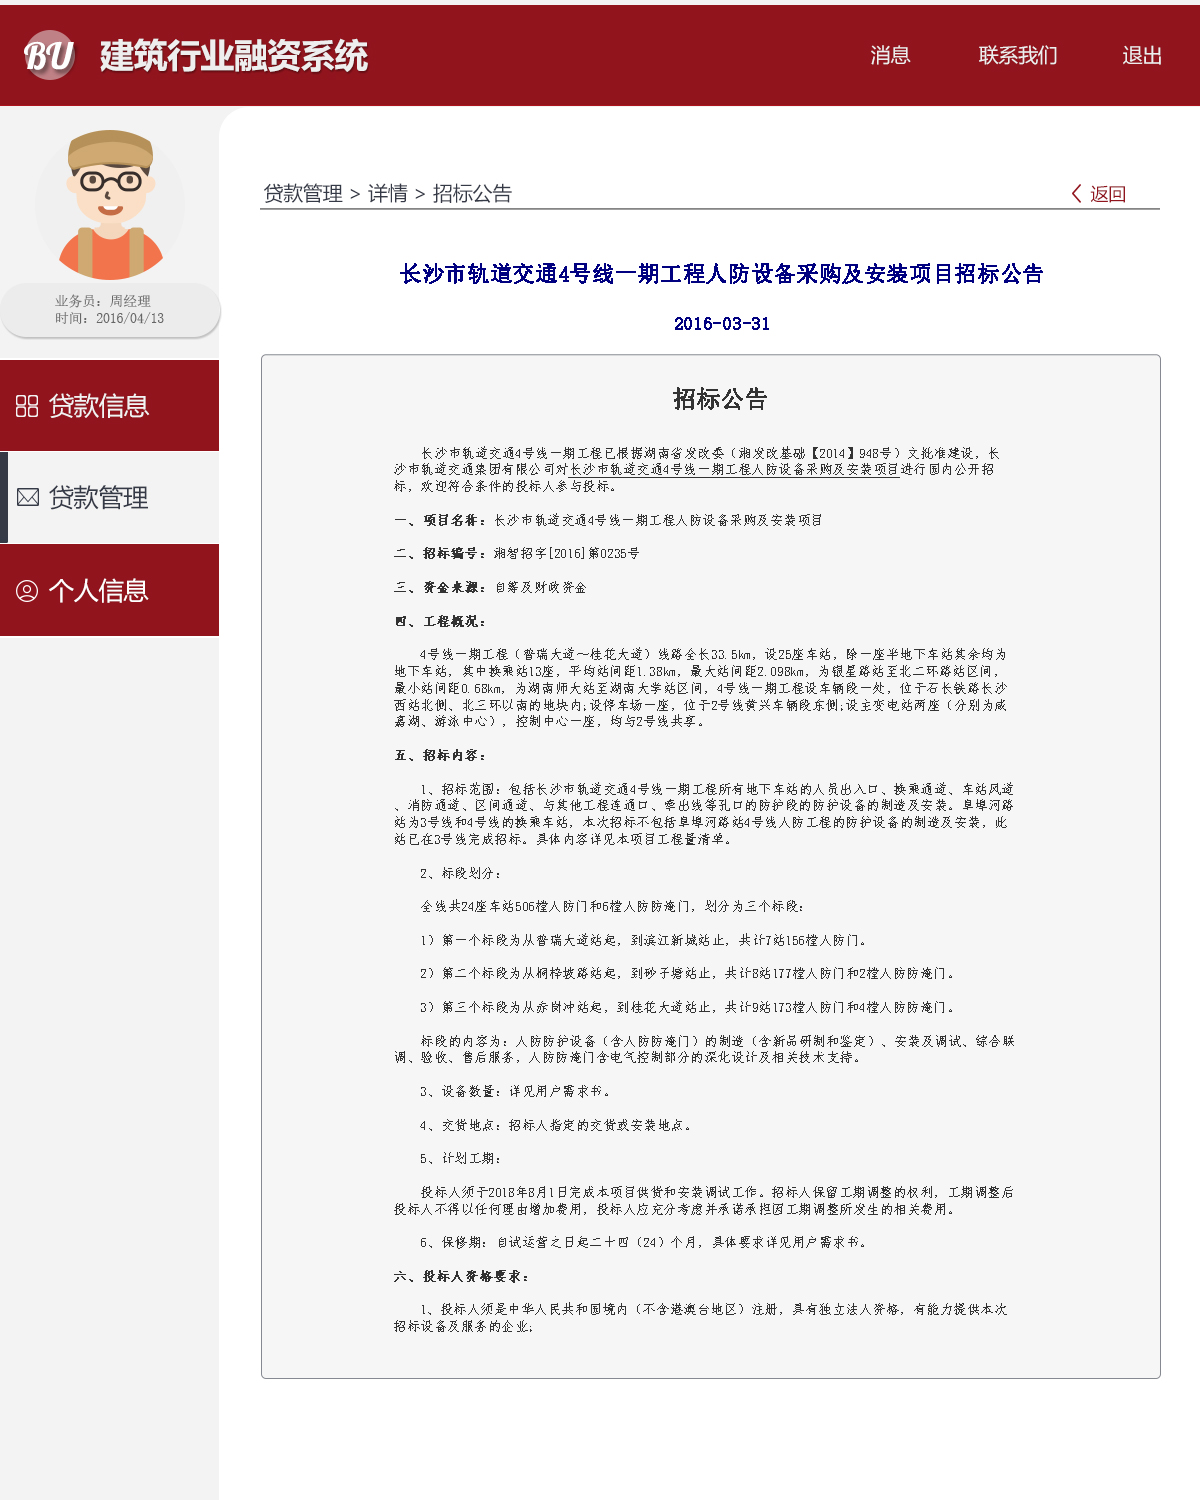 BU 建筑行业融资系统
消息 联系我们 退出
业务员：周经理
时间：2016/04/13
贷款信息
贷款管理
个人信息
贷款管理 > 详情 > 招标公告
返回
长沙市轨道交通4号线一期工程人防设备采购及安装项目招标公告
2016-03-31
招标公告
长沙市轨道交通4号线一期工程已根据湖南省发改委（湘发改基础【2014】948号）文批准建设，长
沙市轨道交通集团有限公司对长沙市轨道交通4号线一期工程人防设备采购及安装项目进行国内公开招
标，欢迎符合条件的投标人参与投标。
一、项目名称：长沙市轨道交通4号线一期工程人防设备采购及安装项目
二、招标编号：湘智招字[2016]第0235号
三、资金来源：自筹及财政资金
四、工程概况：
4号线一期工程（普瑞大道～桂花大道）线路全长33.5km，设25座车站，除一座半地下车站其余均为
地下车站，其中换乘站13座，平均站间距1.38km，最大站间距2.098km，为银星路站至北二环路站区间，
最小站间距0.68km，为湖南师大站至湖南大学站区间，4号线一期工程设车辆段一处，位于石长铁路长沙
西站北侧、北三环以南的地块内;设停车场一座，位于2号线黄兴车辆段东侧;设主变电站两座（分别为咸
嘉湖、游泳中心），控制中心一座，均与2号线共享。
五、招标内容：
1、招标范围：包括长沙市轨道交通4号线一期工程所有地下车站的人员出入口、换乘通道、车站风道
、消防通道、区间通道、与其他工程连通口、牵出线等孔口的防护段的防护设备的制造及安装。阜埠河路
站为3号线和4号线的换乘车站，本次招标不包括阜埠河路站4号线人防工程的防护设备的制造及安装，此
站已在3号线完成招标。具体内容详见本项目工程量清单。
2、标段划分：
全线共24座车站506樘人防门和6樘人防防淹门，划分为三个标段：
1）第一个标段为从普瑞大道站起，到滨江新城站止，共计7站156樘人防门。
2）第二个标段为从桐梓坡路站起，到砂子塘站止，共计8站177樘人防门和2樘人防防淹门。
3）第三个标段为从赤岗冲站起，到桂花大道站止，共计9站173樘人防门和4樘人防防淹门。
标段的内容为：人防防护设备（含人防防淹门）的制造（含新品研制和鉴定）、安装及调试、综合联
调、验收、售后服务，人防防淹门含电气控制部分的深化设计及相关技术支持。
3、设备数量：详见用户需求书。
4、交货地点：招标人指定的交货或安装地点。
5、计划工期：
投标人须于2018年8月1日完成本项目供货和安装调试工作。招标人保留工期调整的权利，工期调整后
投标人不得以任何理由增加费用，投标人应充分考虑并承诺承担因工期调整所发生的相关费用。
6、保修期：自试运营之日起二十四（24）个月，具体要求详见用户需求书。
六、投标人资格要求：
1、投标人须是中华人民共和国境内（不含港澳台地区）注册，具有独立法人资格，有能力提供本次
招标设备及服务的企业;